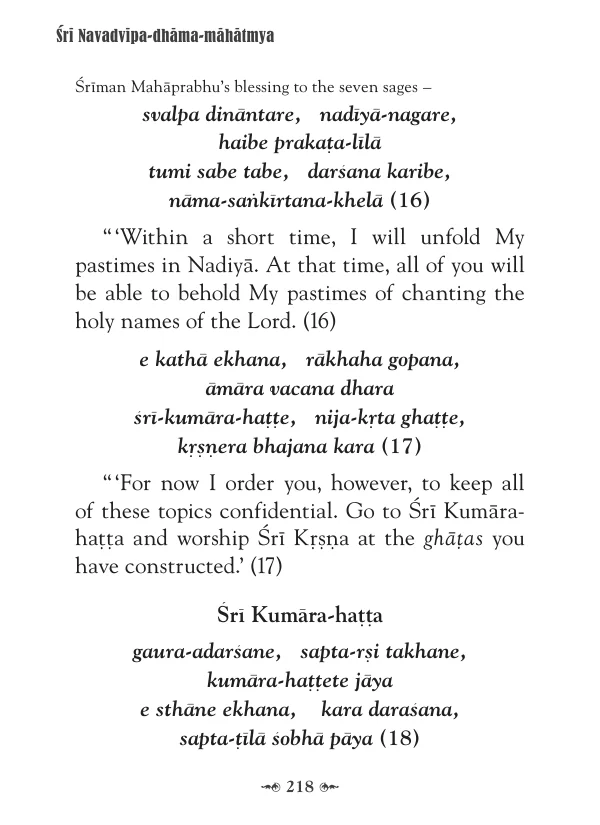 Śrī Navadvīpa-dhāma-māhātmya
Śrīman Mahāprabhu’s blessing to the seven sages –
svalpa dināntare, nadīyā-nagare,
haibe prakaṭa-līlā
tumi sabe tabe, darśana karibe,
nāma-saṅkīrtana-khelā (16)
“ ‘Within a short time, I will unfold My
pastimes in Nadiyā. At that time, all of you will
be able to behold My pastimes of chanting the
holy names of the Lord. (16)
e kathā ekhana, rākhaha gopana,
āmāra vacana dhara
śrī-kumāra-haṭṭe, nija-kṛta ghaṭṭe,
kṛṣṇera bhajana kara (17)
“ ‘For now I order you, however, to keep all
of these topics confidential. Go to Śrī Kumāra-
haṭṭa and worship Śrī Kṛṣṇa at the ghāṭas you
have constructed.’ (17)
Śrī Kumāra-haṭṭa
gaura-adarśane, sapta-ṛṣi takhane,
kumāra-haṭṭete jāya
e sthāne ekhana, kara daraśana,
sapta-ṭīlā śobhā pāya (18)
218